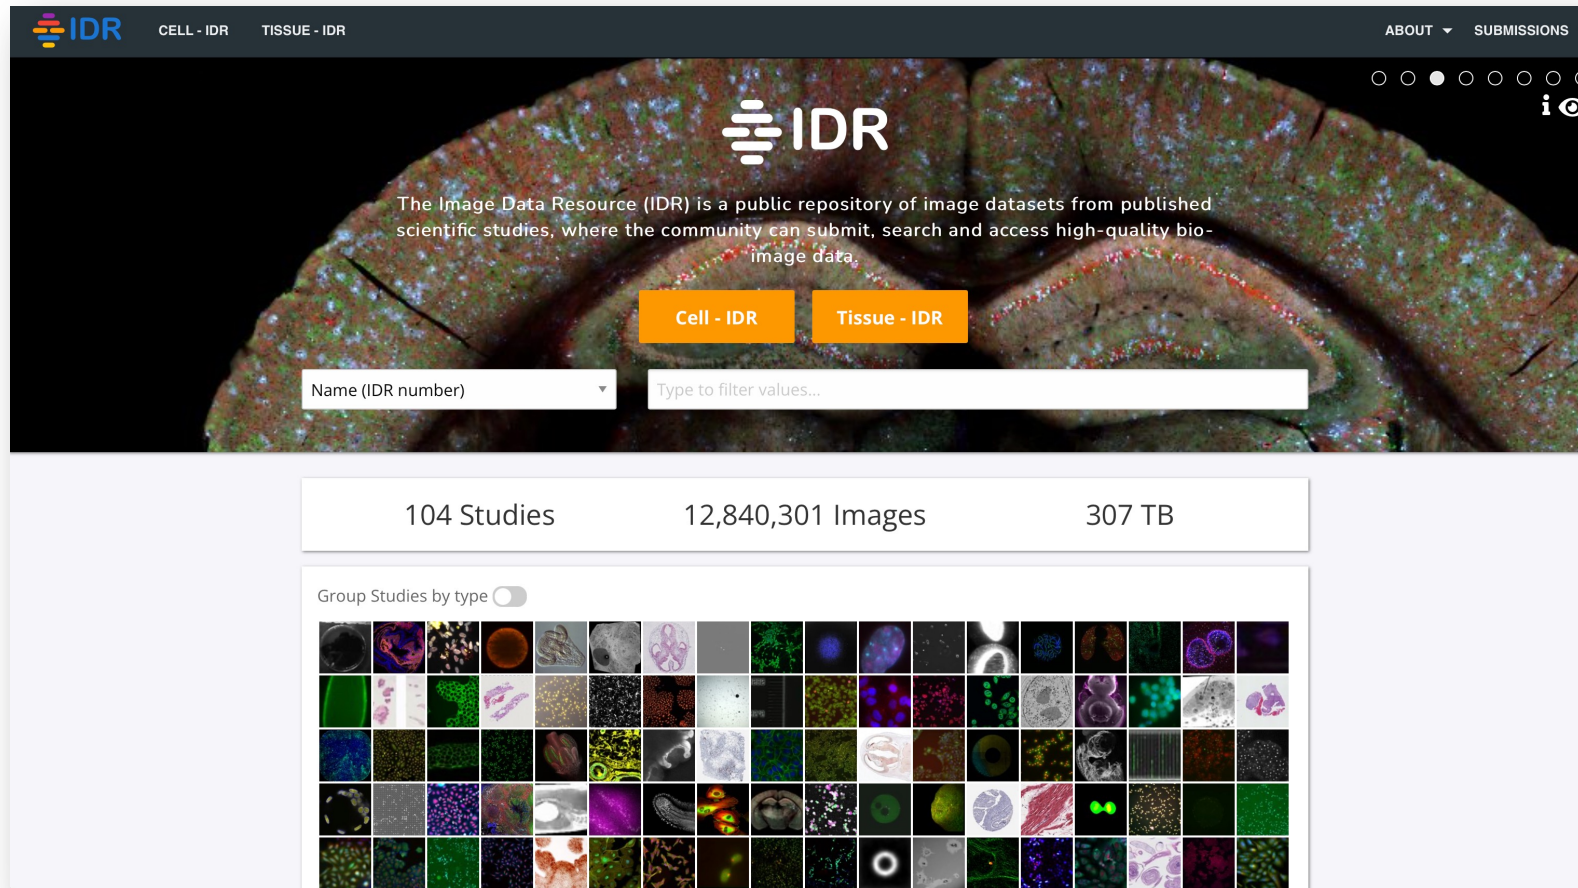 IDR
CELL - IDR
TISSUE - IDR
ABOUT
SUBMISSIONS
IDR
The Image Data Resource (IDR) is a public repository of image datasets from published
scientific studies, where the community can submit, search and access high-quality bio-
image data.
Cell - IDR
Tissue - IDR
Name (IDR number)
Type to filter values...
104 Studies
12,840,301 Images
307 TB
Group Studies by type